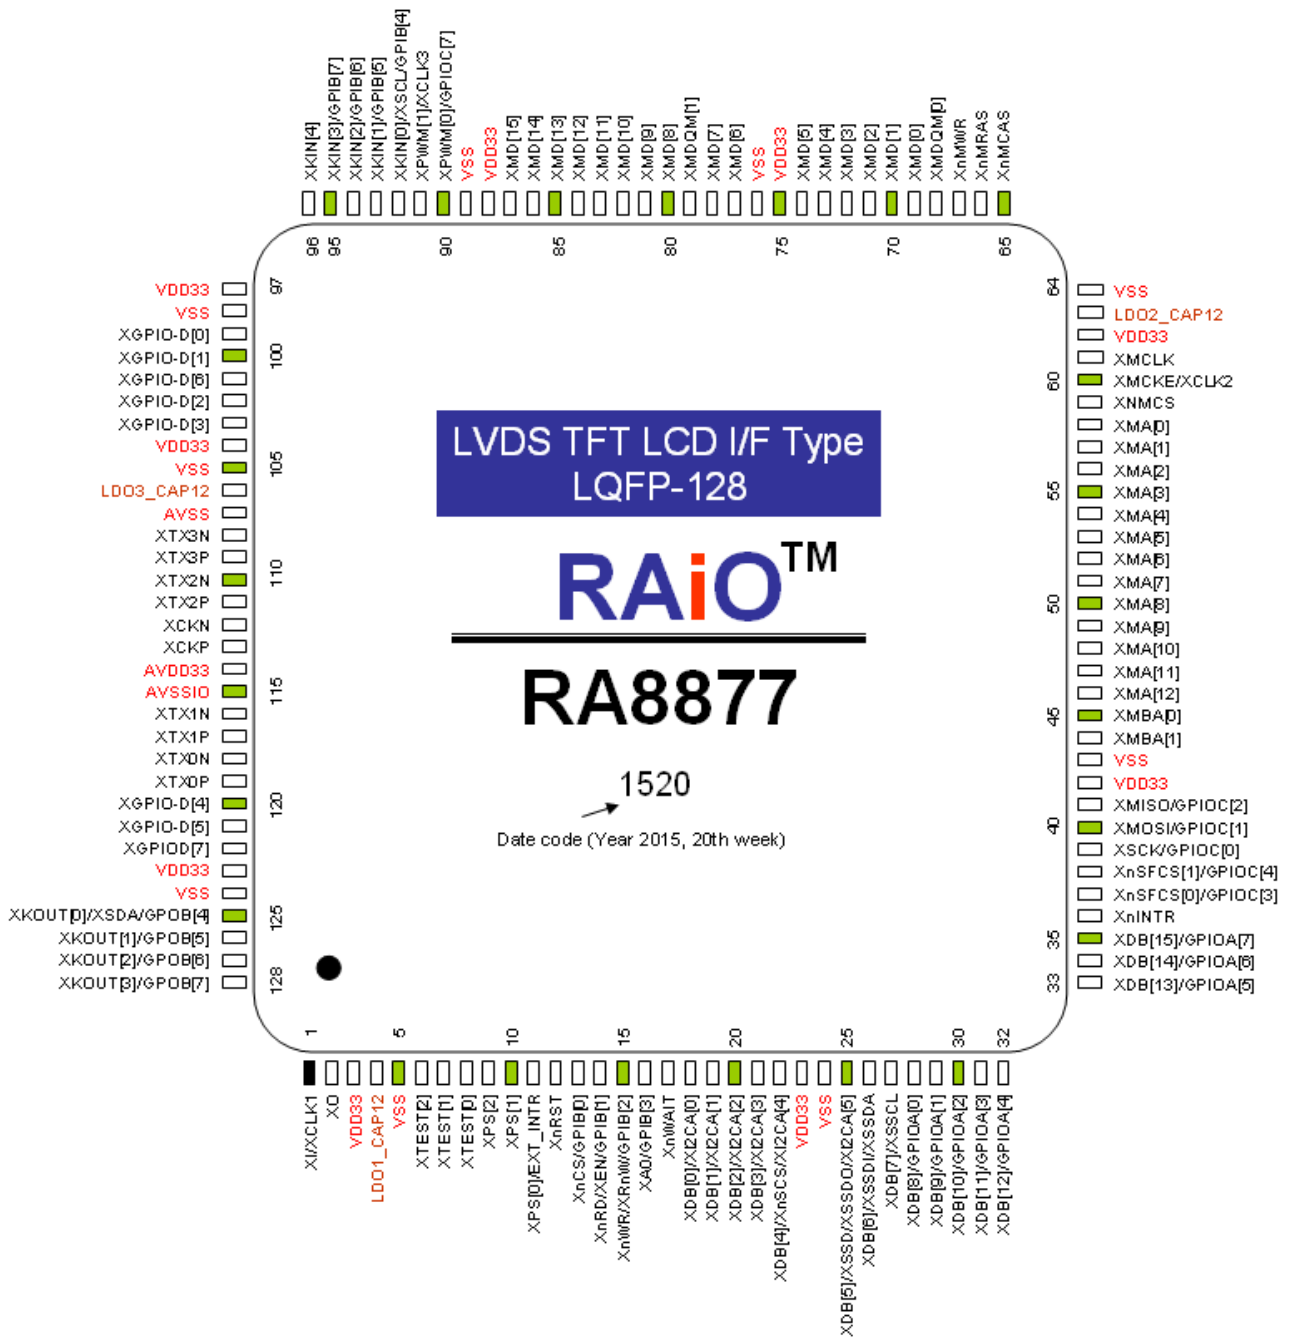 XKIN[4]
XKIN[3]/GPIB[7]
XKIN[2]/GPIB[6]
XKIN[1]/GPIB[5]
XKIN[0]/XSCL/GPIB[4]
XPWM[1]/XCLK3
XPWM[0]/GPIOC[7]
VSS
VDD33
XMD[15]
XMD[14]
XMD[13]
XMD[12]
XMD[11]
XMD[10]
XMD[9]
XMD[8]
XMDQM[1]
XMD[7]
XMD[6]
VSS
VDD33
XMD[5]
XMD[4]
XMD[3]
XMD[2]
XMD[1]
XMD[0]
XMDQM[0]
XnMWR
XnMRAS
XnMCAS
96
95
90
85
80
75
70
65
VDD33
VSS
XGPIO-D[0]
XGPIO-D[1]
XGPIO-D[6]
XGPIO-D[2]
XGPIO-D[3]
VDD33
VSS
LDO3_CAP12
AVSS
XTX3N
XTX3P
XTX2N
XTX2P
XCKN
XCKP
AVDD33
AVSSIO
XTX1N
XTX1P
XTX0N
XTX0P
XGPIO-D[4]
XGPIO-D[5]
XGPIOD[7]
VDD33
VSS
XKOUT[0]/XSDA/GPOB[4]
XKOUT[1]/GPOB[5]
XKOUT[2]/GPOB[6]
XKOUT[3]/GPOB[7]
97
100
105
110
115
120
125
128
LVDS TFT LCD I/F Type
LQFP-128
RAiO™
RA8877
1520
Date code (Year 2015, 20th week)
64
60
55
50
45
40
35
33
VSS
LDO2_CAP12
VDD33
XMCLK
XMCKE/XCLK2
XNMCS
XMA[0]
XMA[1]
XMA[2]
XMA[3]
XMA[4]
XMA[5]
XMA[6]
XMA[7]
XMA[8]
XMA[9]
XMA[10]
XMA[11]
XMA[12]
XMBA[0]
XMBA[1]
VSS
VDD33
XMISO/GPIOC[2]
XMOSI/GPIOC[1]
XSCK/GPIOC[0]
XnSFCS[1]/GPIOC[4]
XnSFCS[0]/GPIOC[3]
XnINTR
XDB[15]/GPIOA[7]
XDB[14]/GPIOA[6]
XDB[13]/GPIOA[5]
1
5
10
15
20
25
30
32
XI/XCLK1
XO
VDD33
LDO1_CAP12
VSS
XTEST[2]
XTEST[1]
XTEST[0]
XPS[2]
XPS[1]
XPS[0]/EXT_INTR
XnRST
XnCS/GPIB[0]
XnRD/XEN/GPIB[1]
XnWR/XRnW/GPIB[2]
XA0/GPIB[3]
XnWAIT
XDB[0]/XI2CA[0]
XDB[1]/XI2CA[1]
XDB[2]/XI2CA[2]
XDB[3]/XI2CA[3]
XDB[4]/XnSCS/XI2CA[4]
VDD33
VSS
XDB[5]/XSSD/XSSDO/XI2CA[5]
XDB[6]/XSSDI/XSSDA
XDB[7]/XSSCL
XDB[8]/GPIOA[0]
XDB[9]/GPIOA[1]
XDB[10]/GPIOA[2]
XDB[11]/GPIOA[3]
XDB[12]/GPIOA[4]